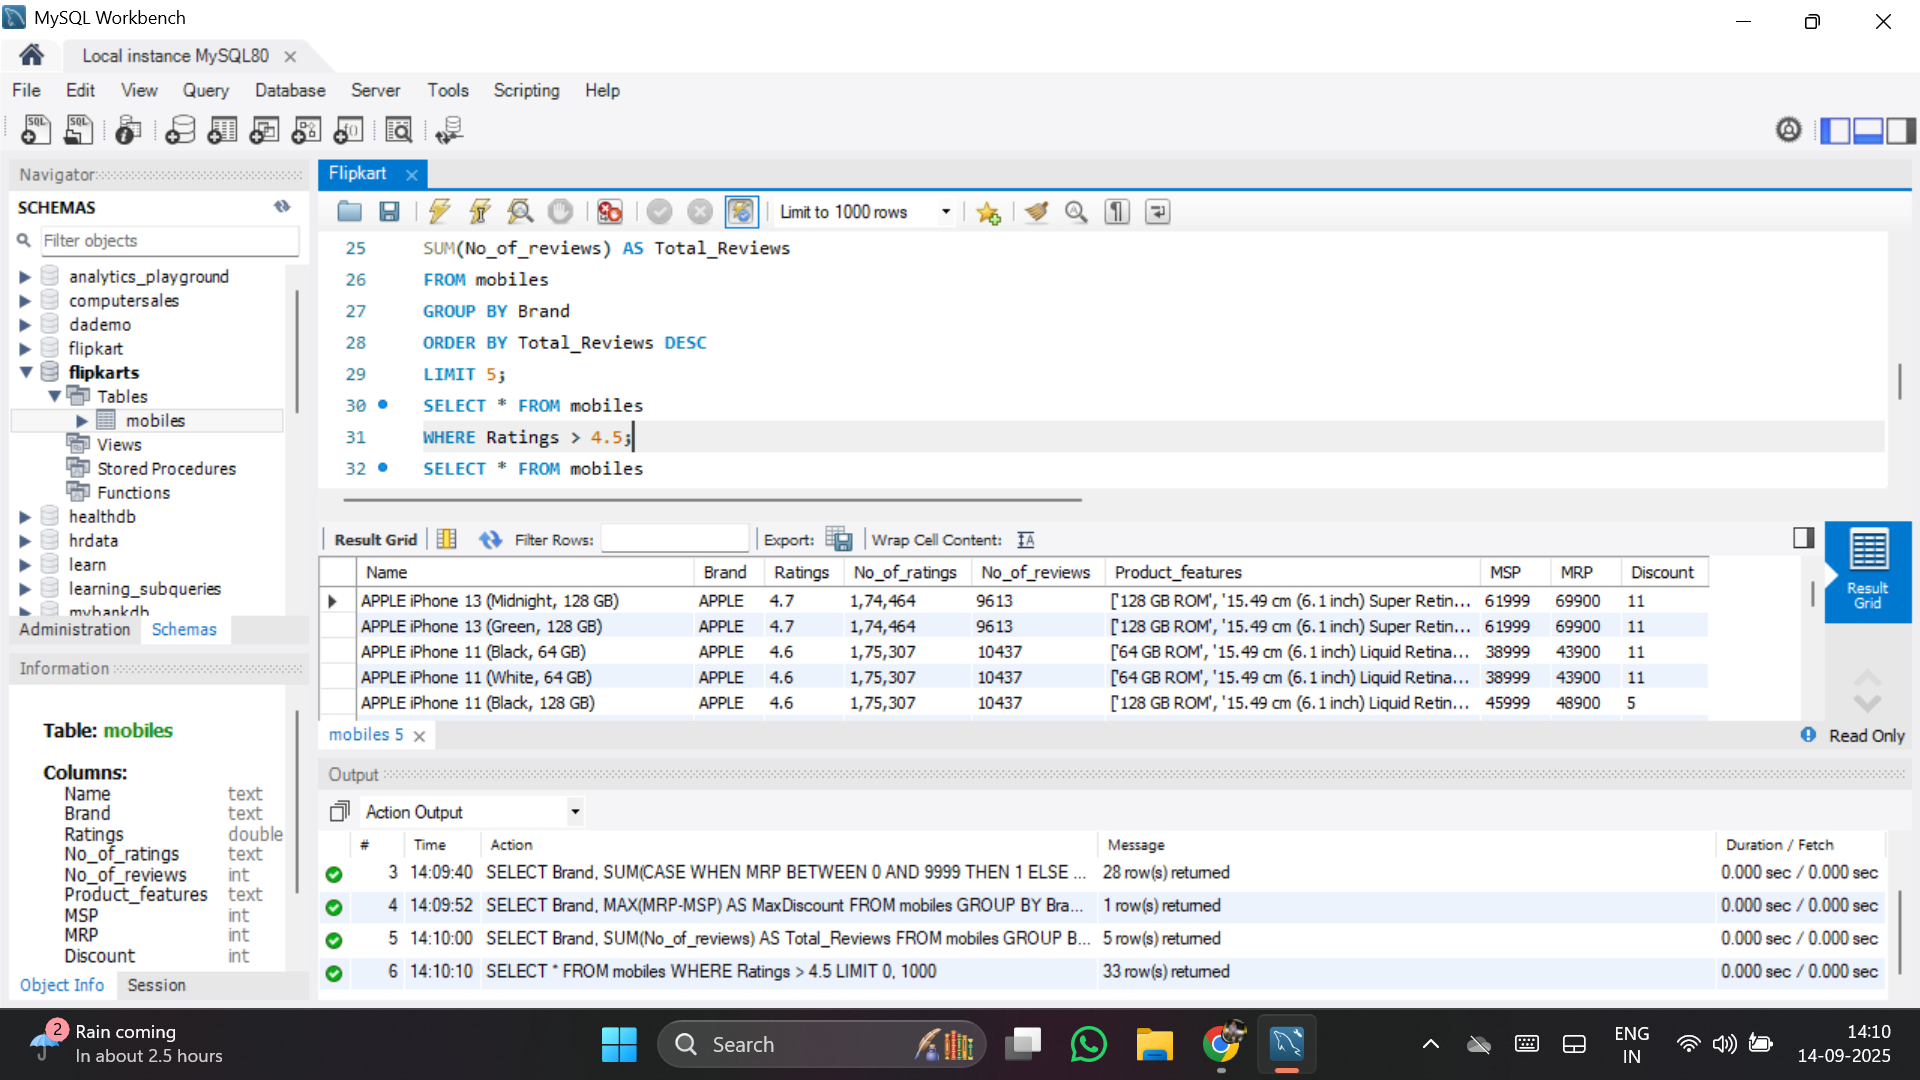 MySQL Workbench
Local instance MySQL80
File Edit View Query Database Server Tools Scripting Help
Navigator
SCHEMAS
Filter objects
analytics_playground
computersales
dademo
flipkart
flipkarts
Tables
mobiles
Views
Stored Procedures
Functions
healthdb
hrdata
learn
learning_subqueries
mybankdb
Administration Schemas
Information
Table: mobiles
Columns:
Name text
Brand text
Ratings double
No_of_ratings text
No_of_reviews int
Product_features text
MSP int
MRP int
Discount int
Object Info Session
Flipkart
Limit to 1000 rows
25 SUM(No_of_reviews) AS Total_Reviews
26 FROM mobiles
27 GROUP BY Brand
28 ORDER BY Total_Reviews DESC
29 LIMIT 5;
30 SELECT * FROM mobiles
31 WHERE Ratings > 4.5;
32 SELECT * FROM mobiles
Result Grid Filter Rows: Export: Wrap Cell Content:
Name Brand Ratings No_of_ratings No_of_reviews Product_features MSP MRP Discount
APPLE iPhone 13 (Midnight, 128 GB) APPLE 4.7 1,74,464 9613 ['128 GB ROM', '15.49 cm (6.1 inch) Super Retin... 61999 69900 11
APPLE iPhone 13 (Green, 128 GB) APPLE 4.7 1,74,464 9613 ['128 GB ROM', '15.49 cm (6.1 inch) Super Retin... 61999 69900 11
APPLE iPhone 11 (Black, 64 GB) APPLE 4.6 1,75,307 10437 ['64 GB ROM', '15.49 cm (6.1 inch) Liquid Retina... 38999 43900 11
APPLE iPhone 11 (White, 64 GB) APPLE 4.6 1,75,307 10437 ['64 GB ROM', '15.49 cm (6.1 inch) Liquid Retina... 38999 43900 11
APPLE iPhone 11 (Black, 128 GB) APPLE 4.6 1,75,307 10437 ['128 GB ROM', '15.49 cm (6.1 inch) Liquid Retin... 45999 48900 5
Result
Grid
mobiles 5
Read Only
Output
Action Output
# Time Action Message Duration / Fetch
3 14:09:40 SELECT Brand, SUM(CASE WHEN MRP BETWEEN 0 AND 9999 THEN 1 ELSE ... 28 row(s) returned 0.000 sec / 0.000 sec
4 14:09:52 SELECT Brand, MAX(MRP-MSP) AS MaxDiscount FROM mobiles GROUP BY Bra... 1 row(s) returned 0.000 sec / 0.000 sec
5 14:10:00 SELECT Brand, SUM(No_of_reviews) AS Total_Reviews FROM mobiles GROUP B... 5 row(s) returned 0.000 sec / 0.000 sec
6 14:10:10 SELECT * FROM mobiles WHERE Ratings > 4.5 LIMIT 0, 1000 33 row(s) returned 0.000 sec / 0.000 sec
2
Rain coming
In about 2.5 hours
Search
ENG
IN
14:10
14-09-2025